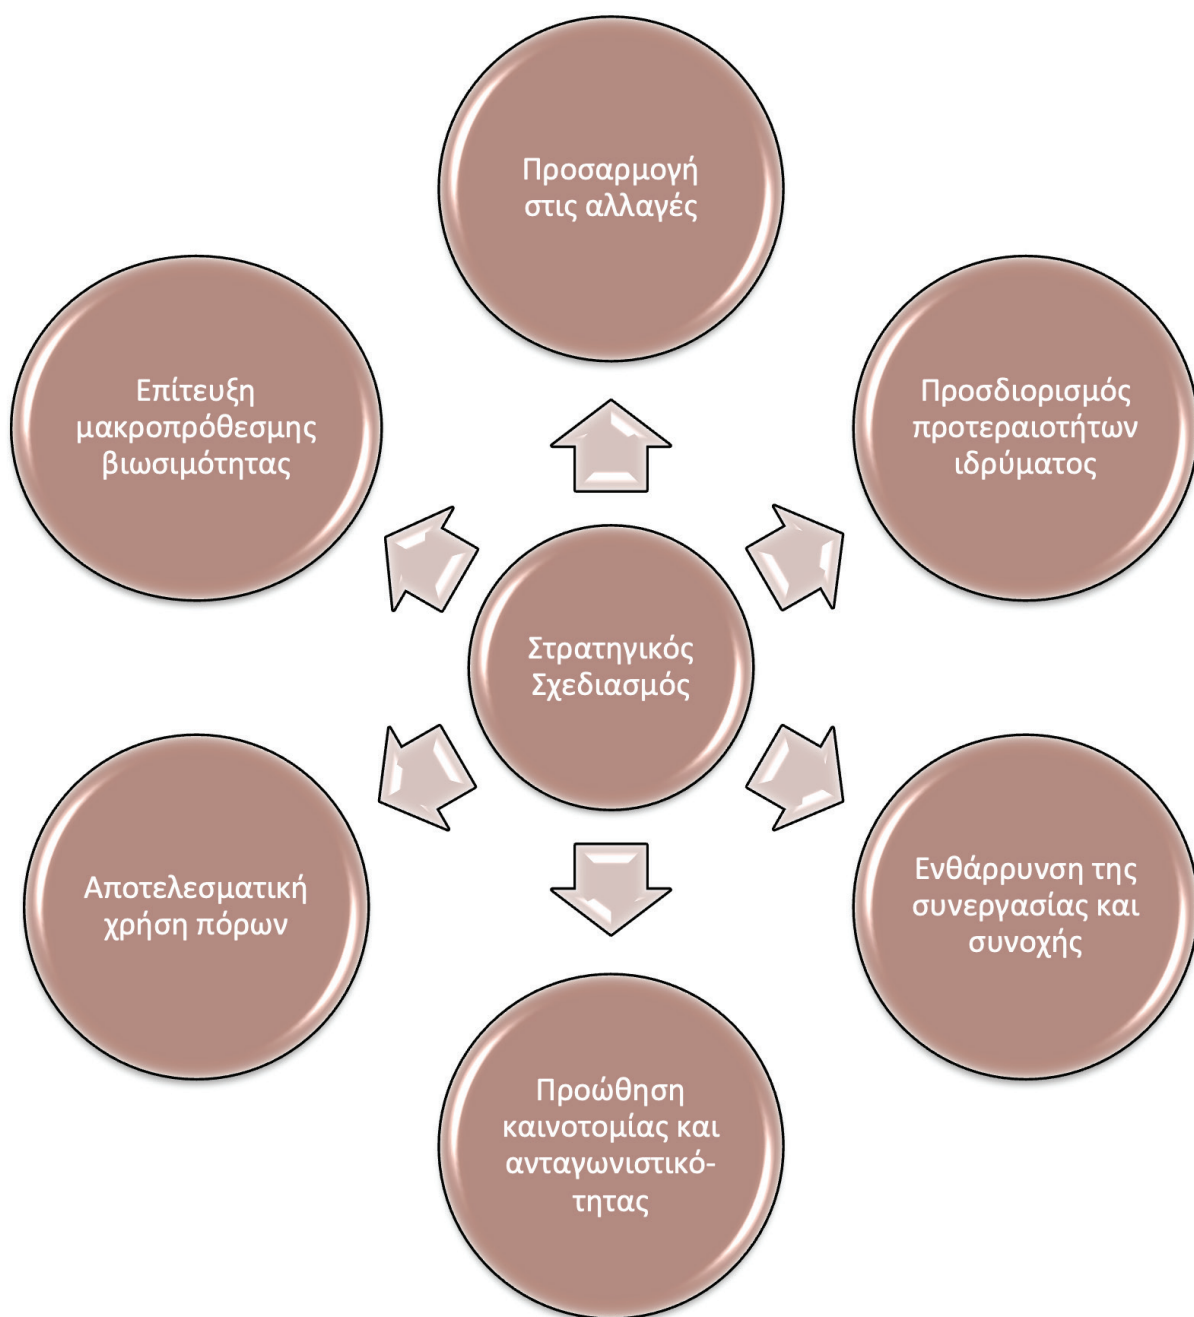 Προσαρμογή
στις αλλαγές
Προσδιορισμός
προτεραιοτήτων
ιδρύματος
Ενθάρρυνση της
συνεργασίας και
συνοχής
Προώθηση
καινοτομίας και
ανταγωνιστικό-
τητας
Αποτελεσματική
χρήση πόρων
Επίτευξη
μακροπρόθεσμης
βιωσιμότητας
Στρατηγικός
Σχεδιασμός